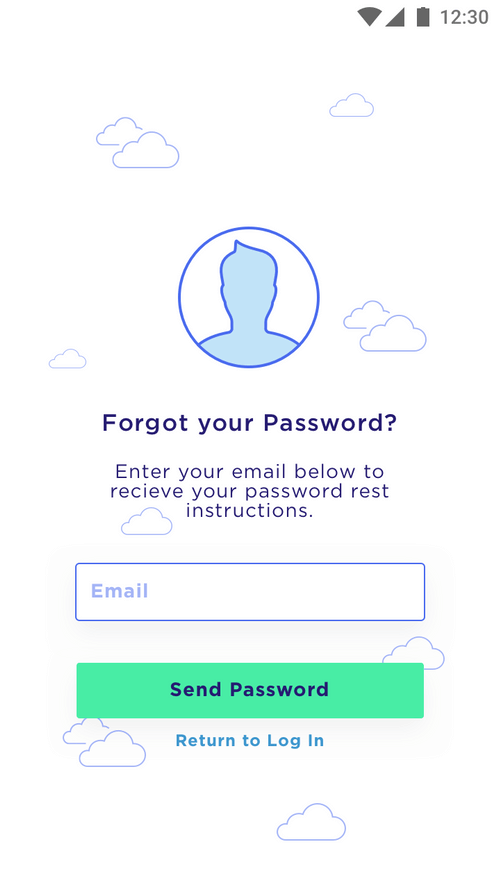 12:30
Forgot your Password?
Enter your email below to
recieve your password rest
instructions.
Email
Send Password
Return to Log In